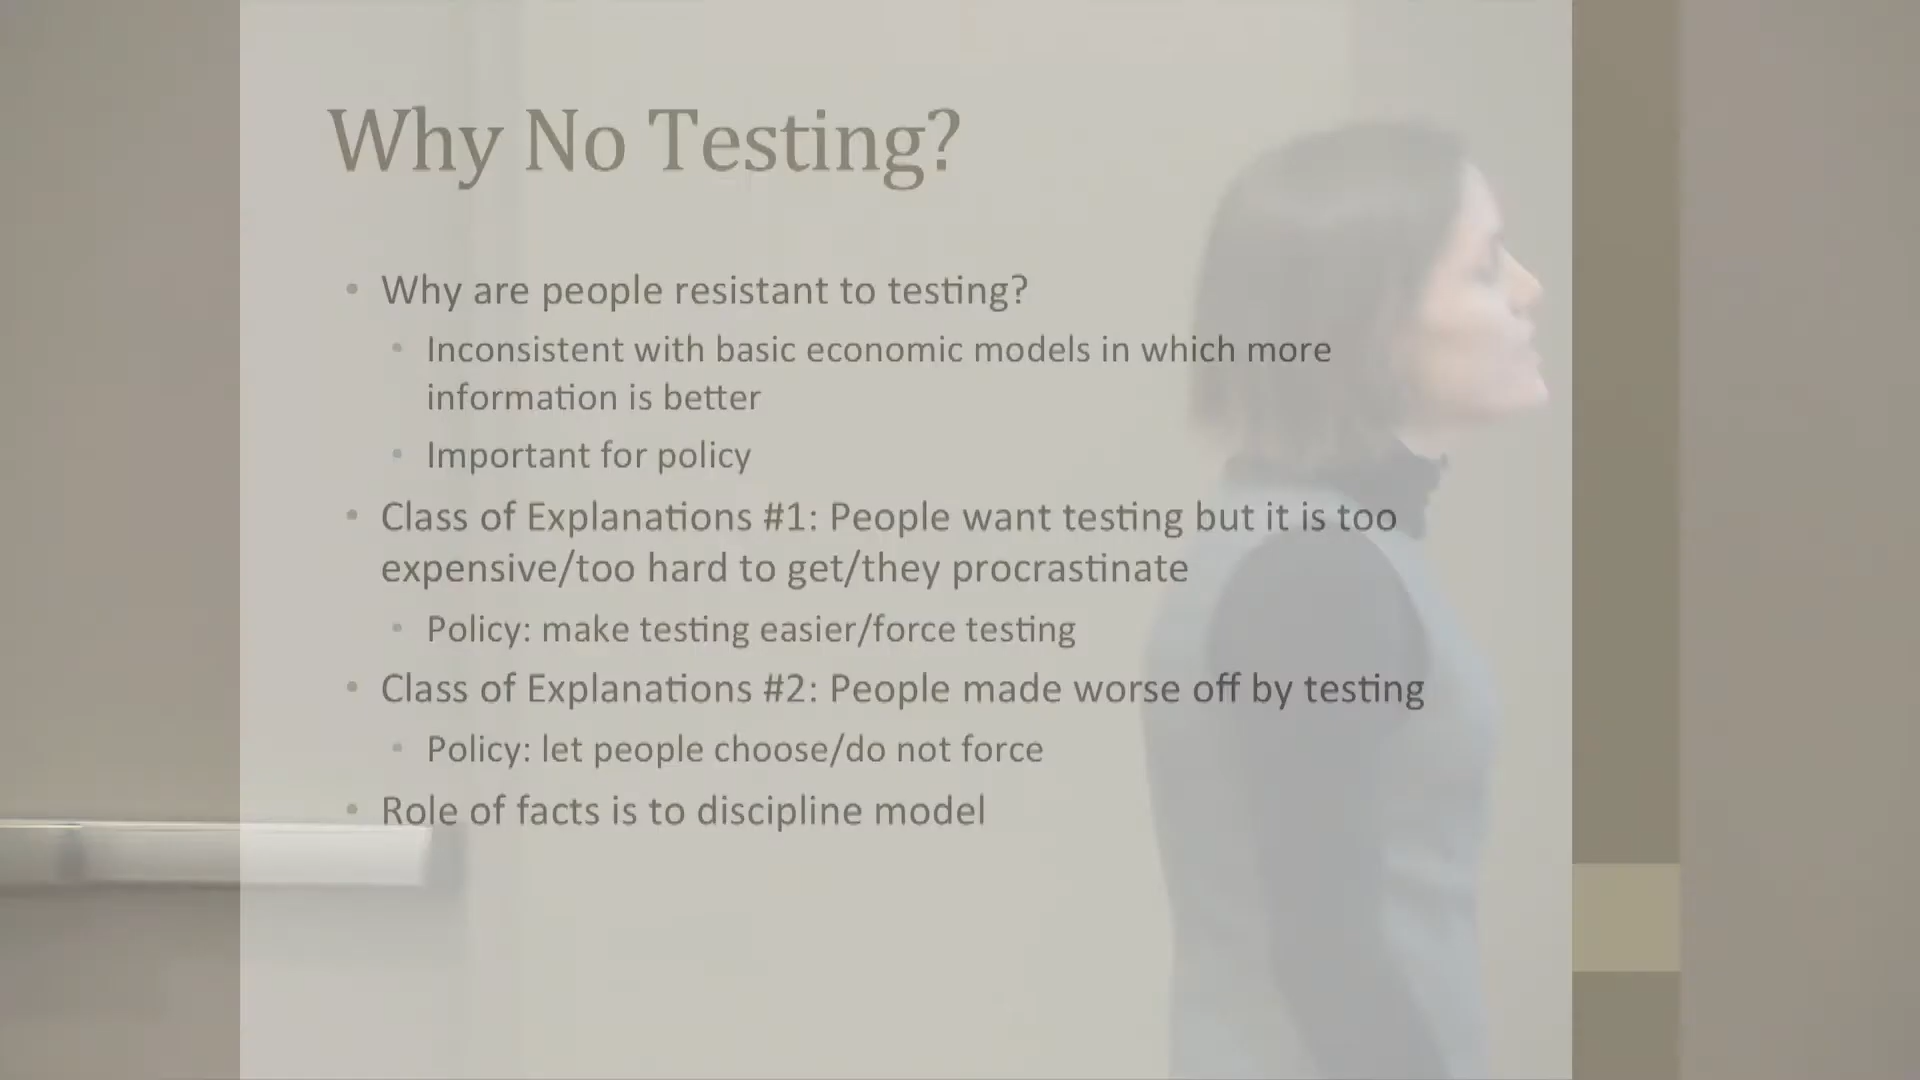 Why No Testing?
• Why are people resistant to testing?
• Inconsistent with basic economic models in which more
information is better
• Important for policy
• Class of Explanations #1: People want testing but it is too
expensive/too hard to get/they procrastinate
• Policy: make testing easier/force testing
• Class of Explanations #2: People made worse off by testing
• Policy: let people choose/do not force
• Role of facts is to discipline model